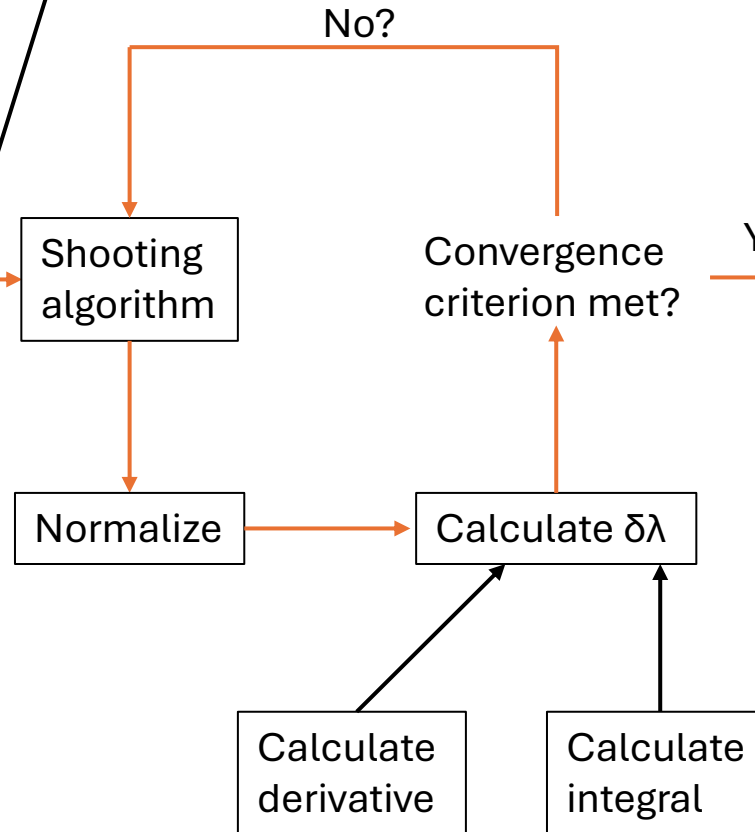 No?
Shooting
algorithm
Convergence
criterion met?
Normalize
Calculate δλ
Calculate
derivative
Calculate
integral